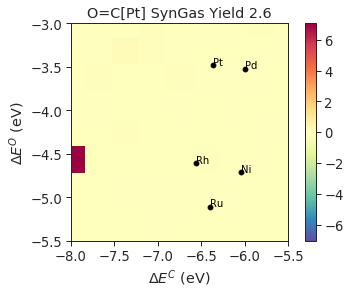 O=C[Pt] SynGas Yield 2.6
ΔE^O (eV)
−3.0
−3.5
−4.0
−4.5
−5.0
−5.5
Pt
Pd
Rh
Ni
Ru
−8.0 −7.5 −7.0 −6.5 −6.0 −5.5
ΔE^C (eV)
6
4
2
0
−2
−4
−6